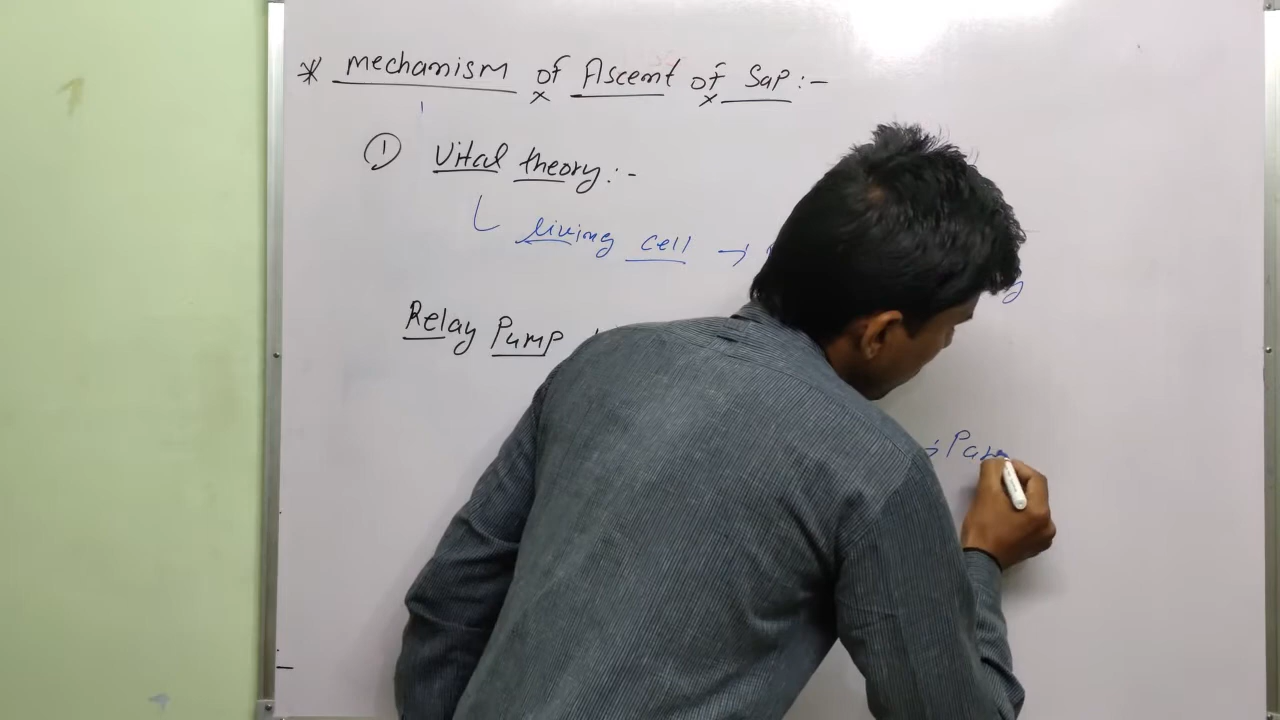 * Mechanism of Ascent of Sap:-
① Vital theory:-
living cell →
Relay Pump